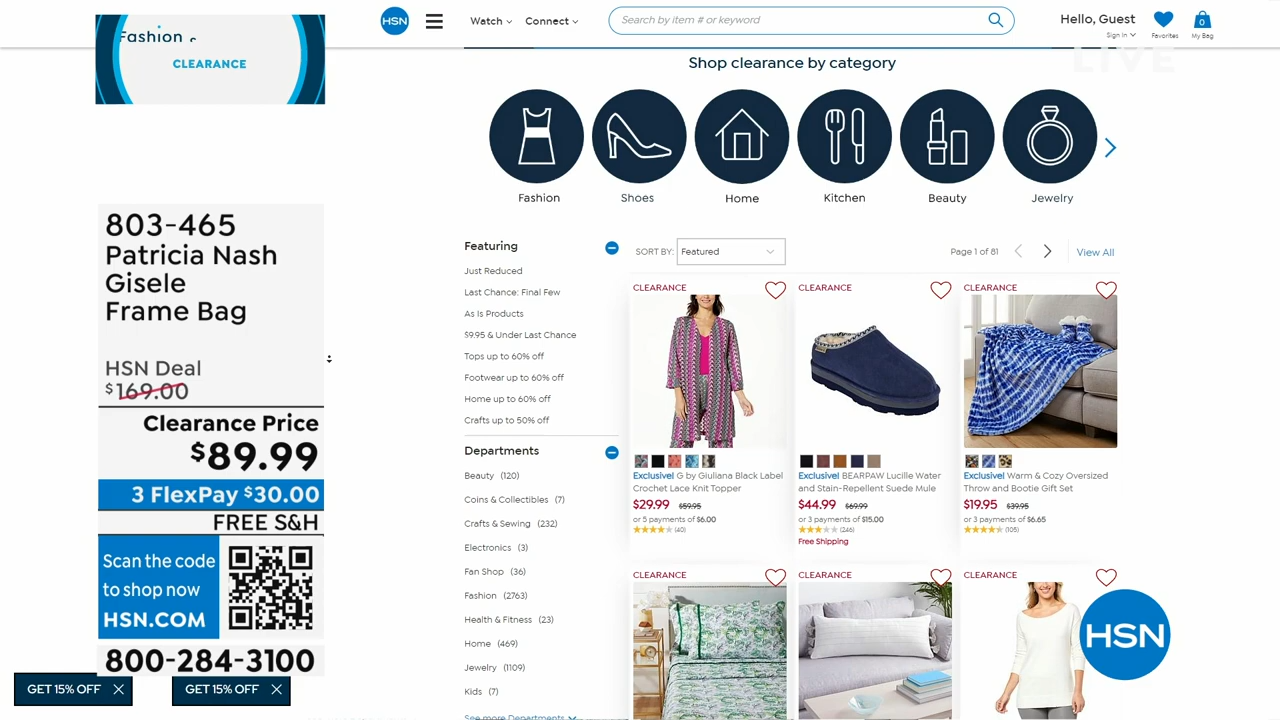 Fashion
CLEARANCE
803-465
Patricia Nash
Gisele
Frame Bag
HSN Deal
$169.00
Clearance Price
$89.99
3 FlexPay $30.00
FREE S&H
Scan the code
to shop now
HSN.COM
800-284-3100
GET 15% OFF
GET 15% OFF
HSN
Watch
Connect
Search by item # or keyword
Hello, Guest
Sign In
Favorites
0
My Bag
LIVE
Shop clearance by category
Fashion
Shoes
Home
Kitchen
Beauty
Jewelry
Featuring
Just Reduced
Last Chance: Final Few
As Is Products
$9.95 & Under Last Chance
Tops up to 60% off
Footwear up to 60% off
Home up to 60% off
Crafts up to 50% off
Departments
Beauty (120)
Coins & Collectibles (7)
Crafts & Sewing (232)
Electronics (3)
Fan Shop (36)
Fashion (2763)
Health & Fitness (23)
Home (469)
Jewelry (1109)
Kids (7)
See more Departments
SORT BY: Featured
Page 1 of 81
View All
CLEARANCE
Exclusive! G by Giuliana Black Label
Crochet Lace Knit Topper
$29.99 $59.95
or 5 payments of $6.00
(40)
CLEARANCE
Exclusive! BEARPAW Lucille Water
and Stain-Repellent Suede Mule
$44.99 $69.99
or 3 payments of $15.00
(246)
Free Shipping
CLEARANCE
Exclusive! Warm & Cozy Oversized
Throw and Bootie Gift Set
$19.95 $39.95
or 3 payments of $6.65
(105)
CLEARANCE
CLEARANCE
CLEARANCE
HSN